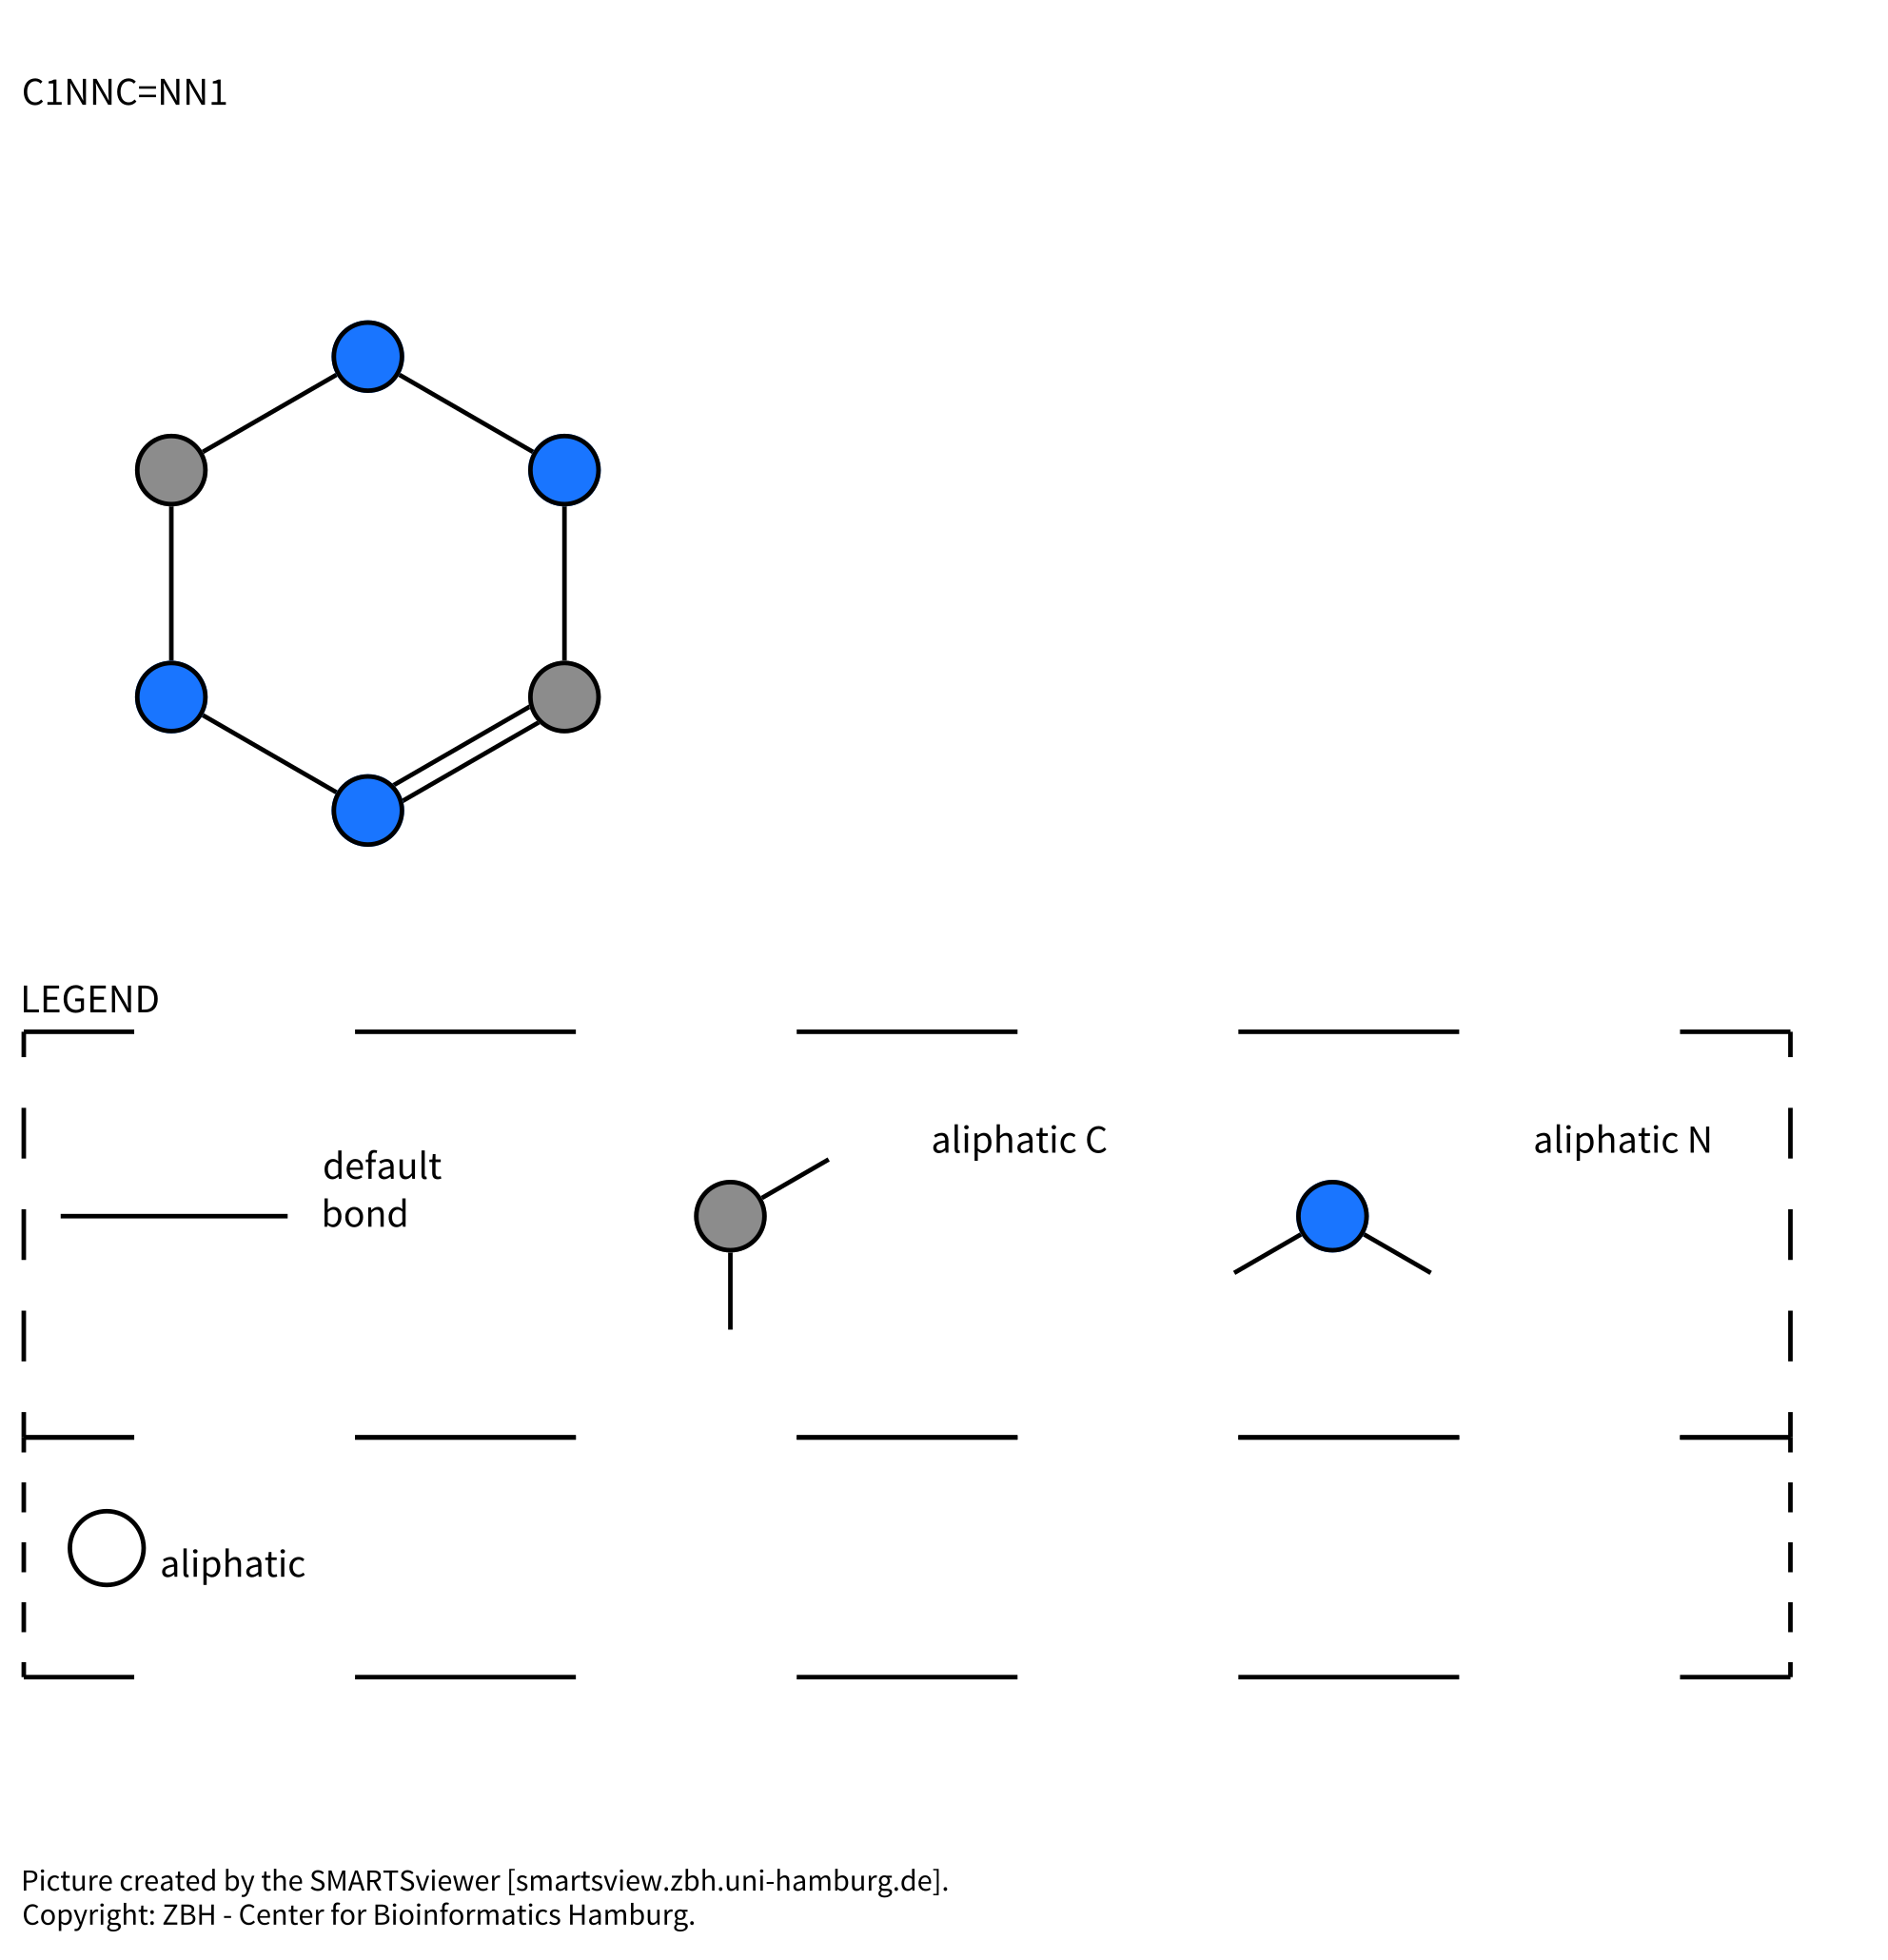 C1NNC=NN1
LEGEND
default
bond
aliphatic C
aliphatic N
aliphatic
Picture created by the SMARTSviewer [smartsview.zbh.uni-hamburg.de].
Copyright: ZBH - Center for Bioinformatics Hamburg.